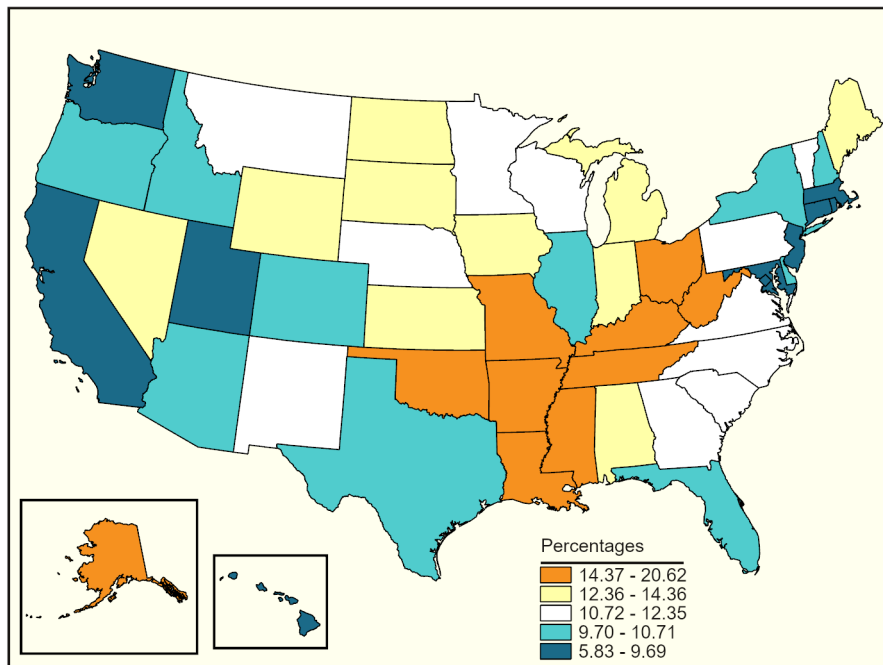 Percentages
14.37 - 20.62
12.36 - 14.36
10.72 - 12.35
9.70 - 10.71
5.83 - 9.69